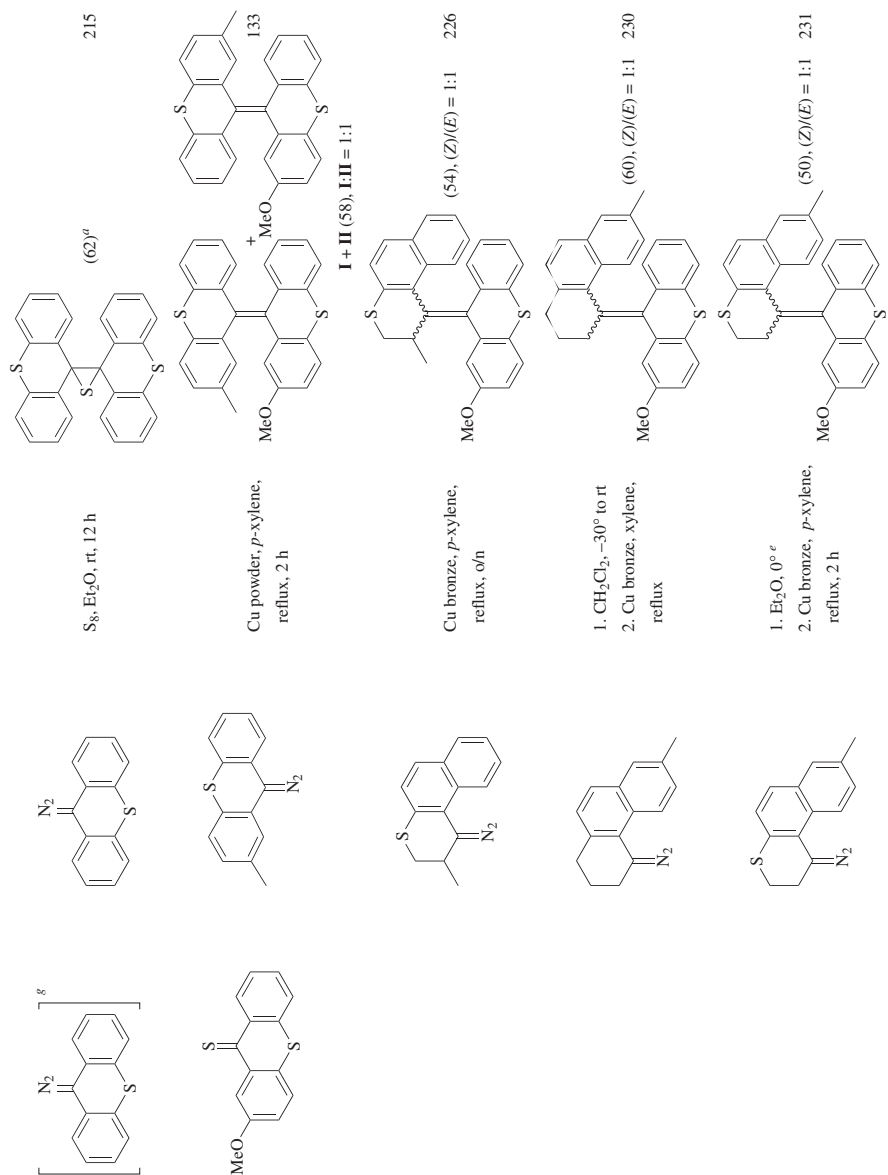 N2
S
g
N2
S
S8, Et2O, rt, 12 h
S
S
S
(62)a
215
S
S
MeO
S
N2
Cu powder, p-xylene,
reflux, 2 h
S
S
MeO
+
S
S
MeO
133
I + II (58), I:II = 1:1
S
N2
Cu bronze, p-xylene,
reflux, o/n
S
S
MeO
(54), (Z)/(E) = 1:1
226
N2
1. CH2Cl2, –30° to rt
2. Cu bronze, xylene,
reflux
S
MeO
(60), (Z)/(E) = 1:1
230
S
N2
1. Et2O, 0° e
2. Cu bronze, p-xylene,
reflux, 2 h
S
S
MeO
(50), (Z)/(E) = 1:1
231